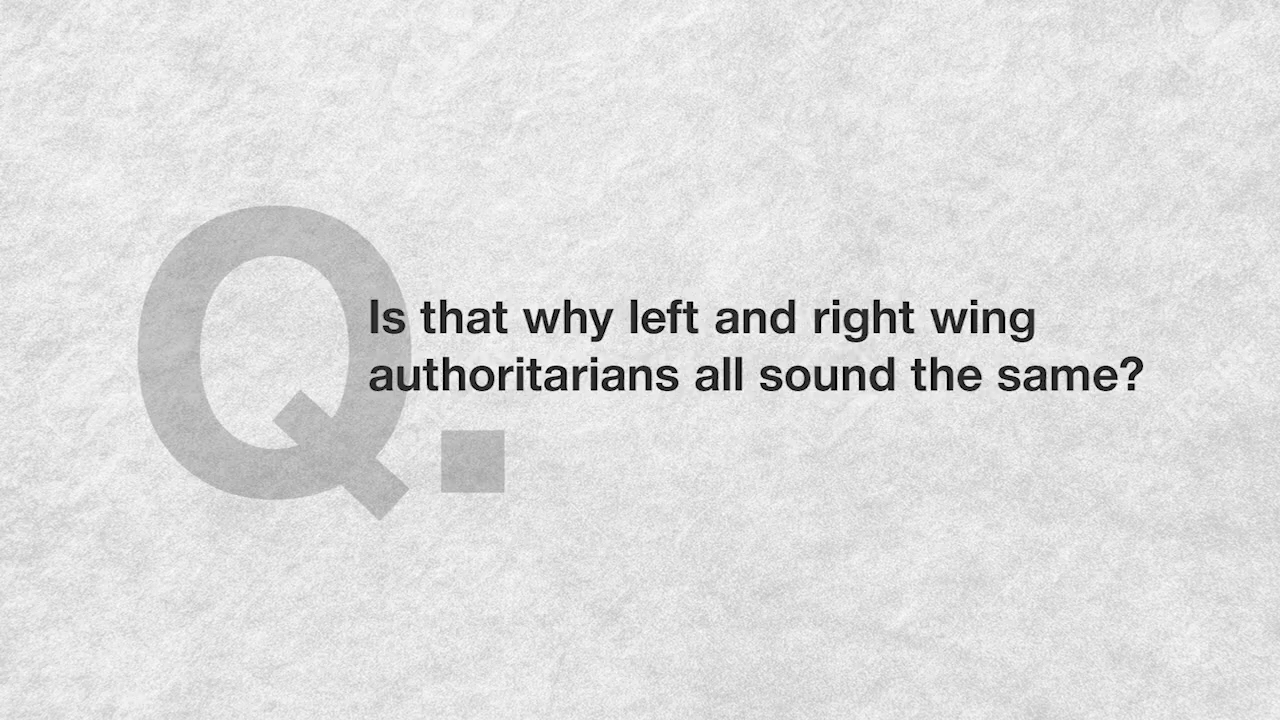 Q.
Is that why left and right wing
authoritarians all sound the same?